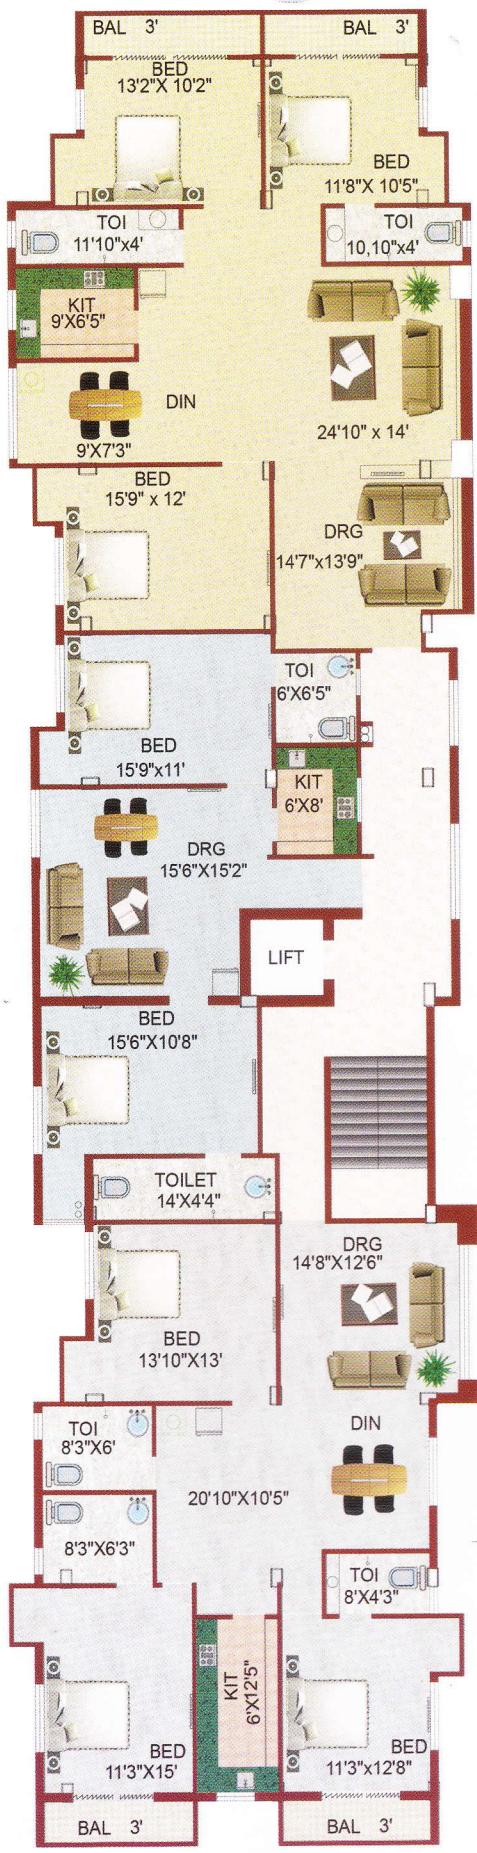 BAL 3'
BAL 3'
BED
13'2"X 10'2"
BED
11'8"X 10'5"
TOI
11'10"x4'
TOI
10,10"x4'
KIT
9'X6'5"
DIN
9'X7'3"
24'10" x 14'
BED
15'9" x 12'
DRG
14'7"x13'9"
TOI
6'X6'5"
BED
15'9"x11'
KIT
6'X8'
DRG
15'6"X15'2"
LIFT
BED
15'6"X10'8"
TOILET
14'X4'4"
DRG
14'8"X12'6"
BED
13'10"X13'
TOI
8'3"X6'
DIN
20'10"X10'5"
8'3"X6'3"
TOI
8'X4'3"
KIT
6'X12'5"
BED
11'3"X15'
BED
11'3"x12'8"
BAL 3'
BAL 3'